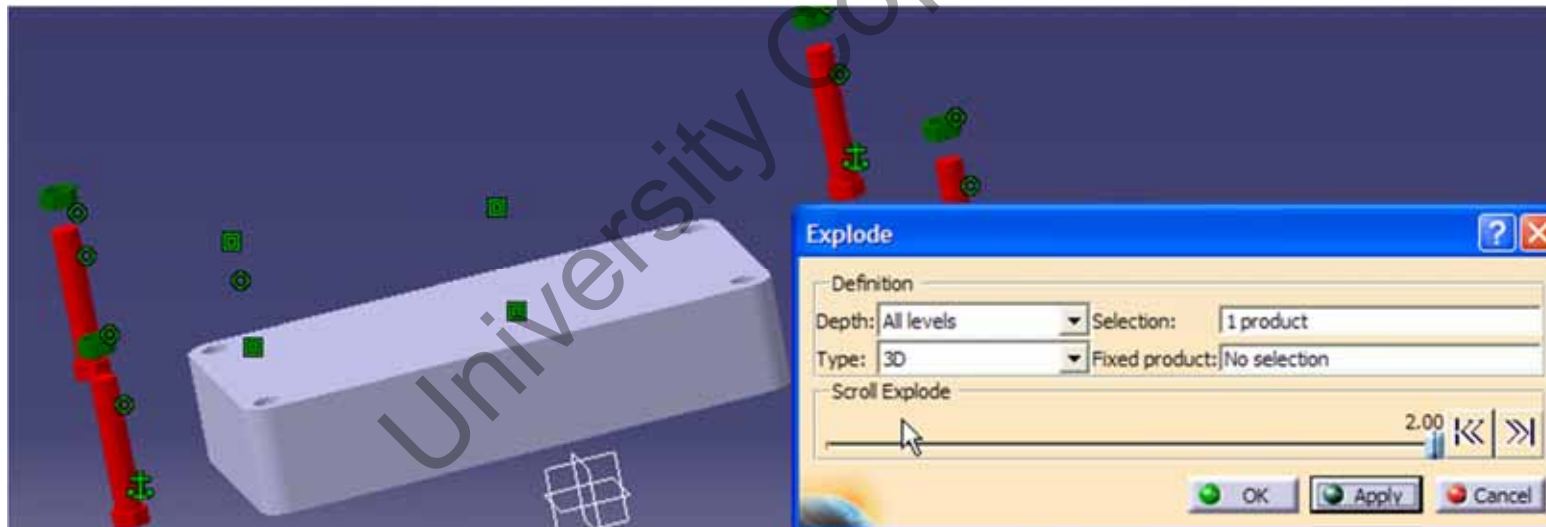 University Co
Explode
Definition
Depth: All levels Selection: 1 product
Type: 3D Fixed product: No selection
Scroll Explode
2.00
OK Apply Cancel